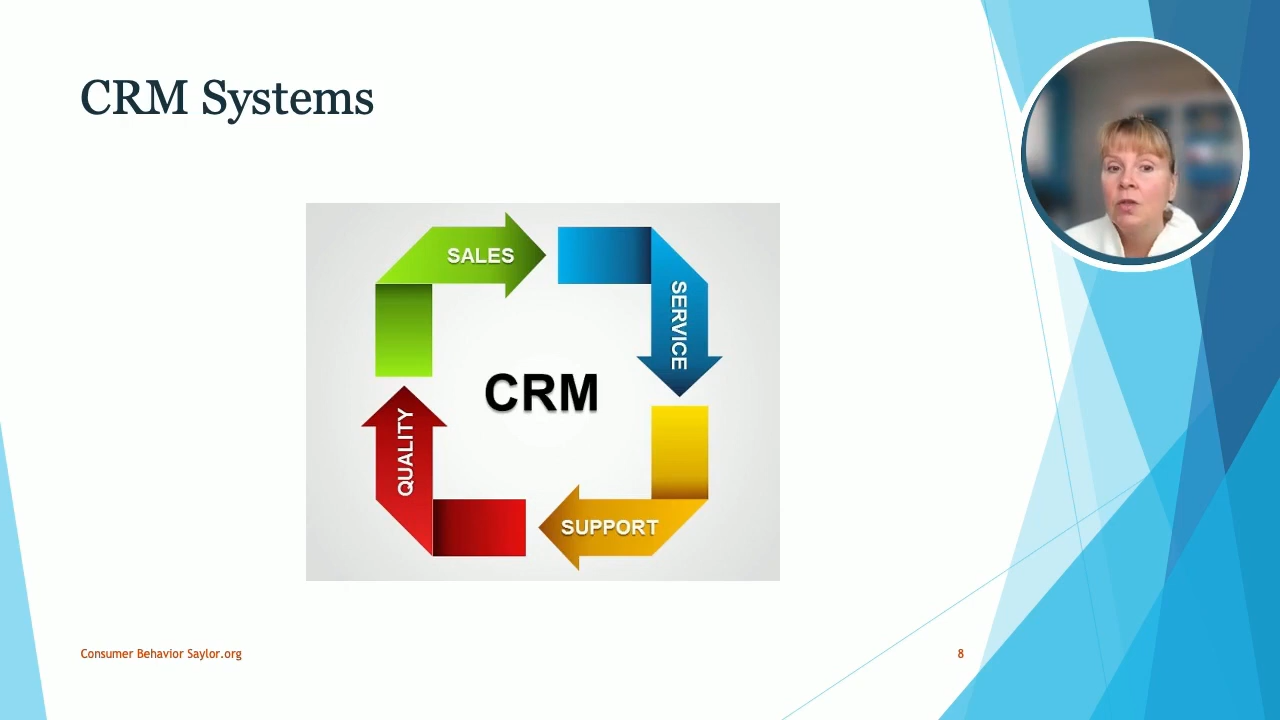 CRM Systems
SALES
SERVICE
CRM
QUALITY
SUPPORT
Consumer Behavior Saylor.org
8